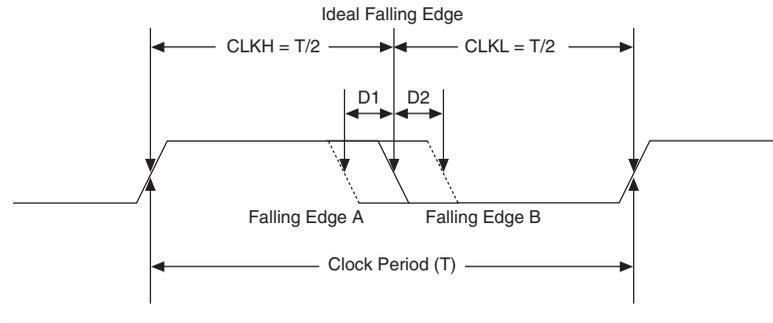 Ideal Falling Edge
CLKH = T/2
CLKL = T/2
D1
D2
Falling Edge A
Falling Edge B
Clock Period (T)